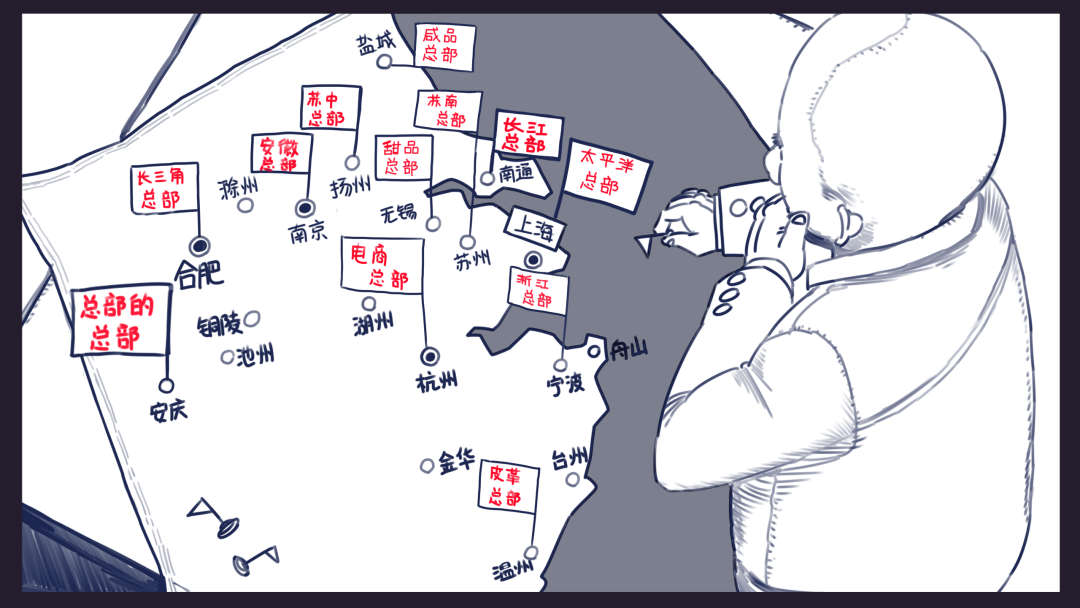 盐城
咸品
总部
苏中
总部
苏南
总部
长江
总部
安徽
总部
甜品
总部
太平洋
总部
长三角
总部
滁州
扬州
南通
南京
无锡
上海
苏州
合肥
电商
总部
浙江
总部
总部的
总部
铜陵
湖州
池州
舟山
杭州
宁波
安庆
金华
台州
皮革
总部
温州